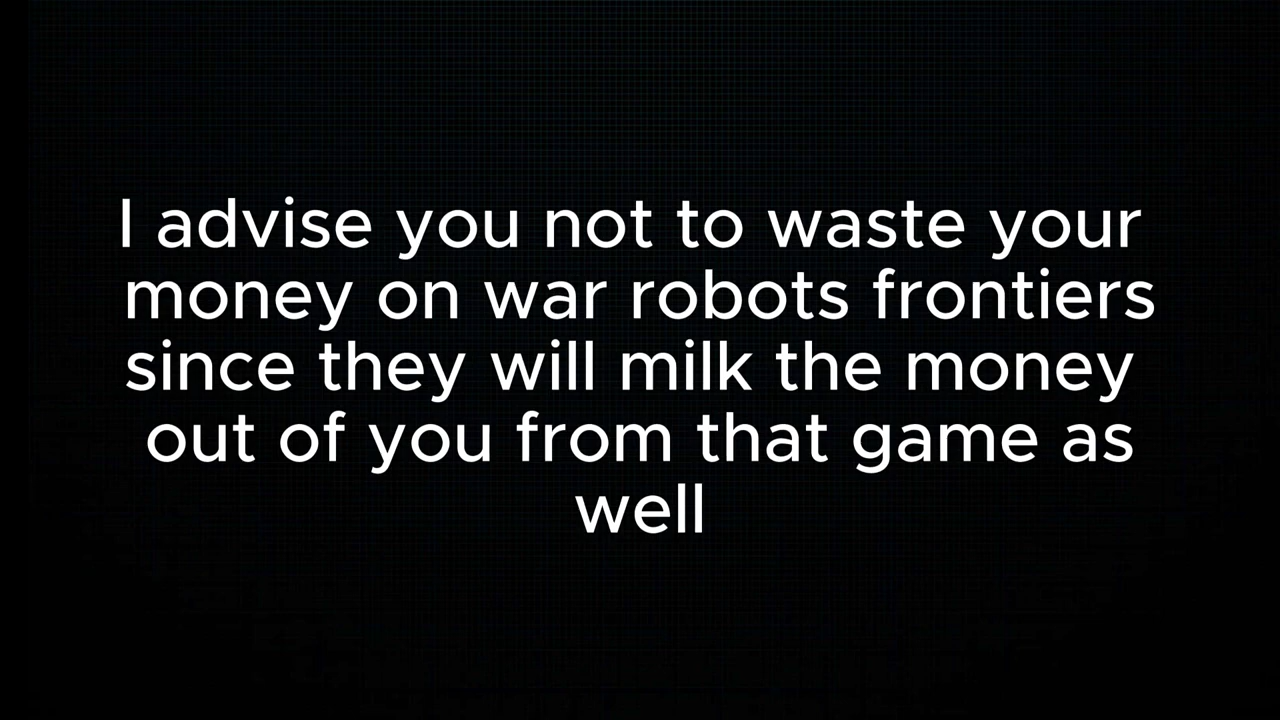 I advise you not to waste your
money on war robots frontiers
since they will milk the money
out of you from that game as
well